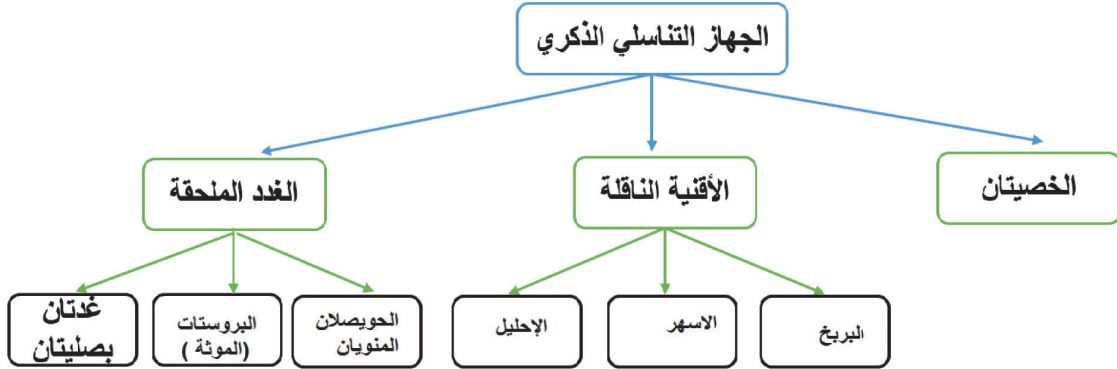 الجهاز التناسلي الذكري
الخصيتان
الأقنية الناقلة
الغدد الملحقة
البربخ
الاسهر
الإحليل
الحويصلان
المنويان
البروستات
(الموثة )
غدتان
بصليتان